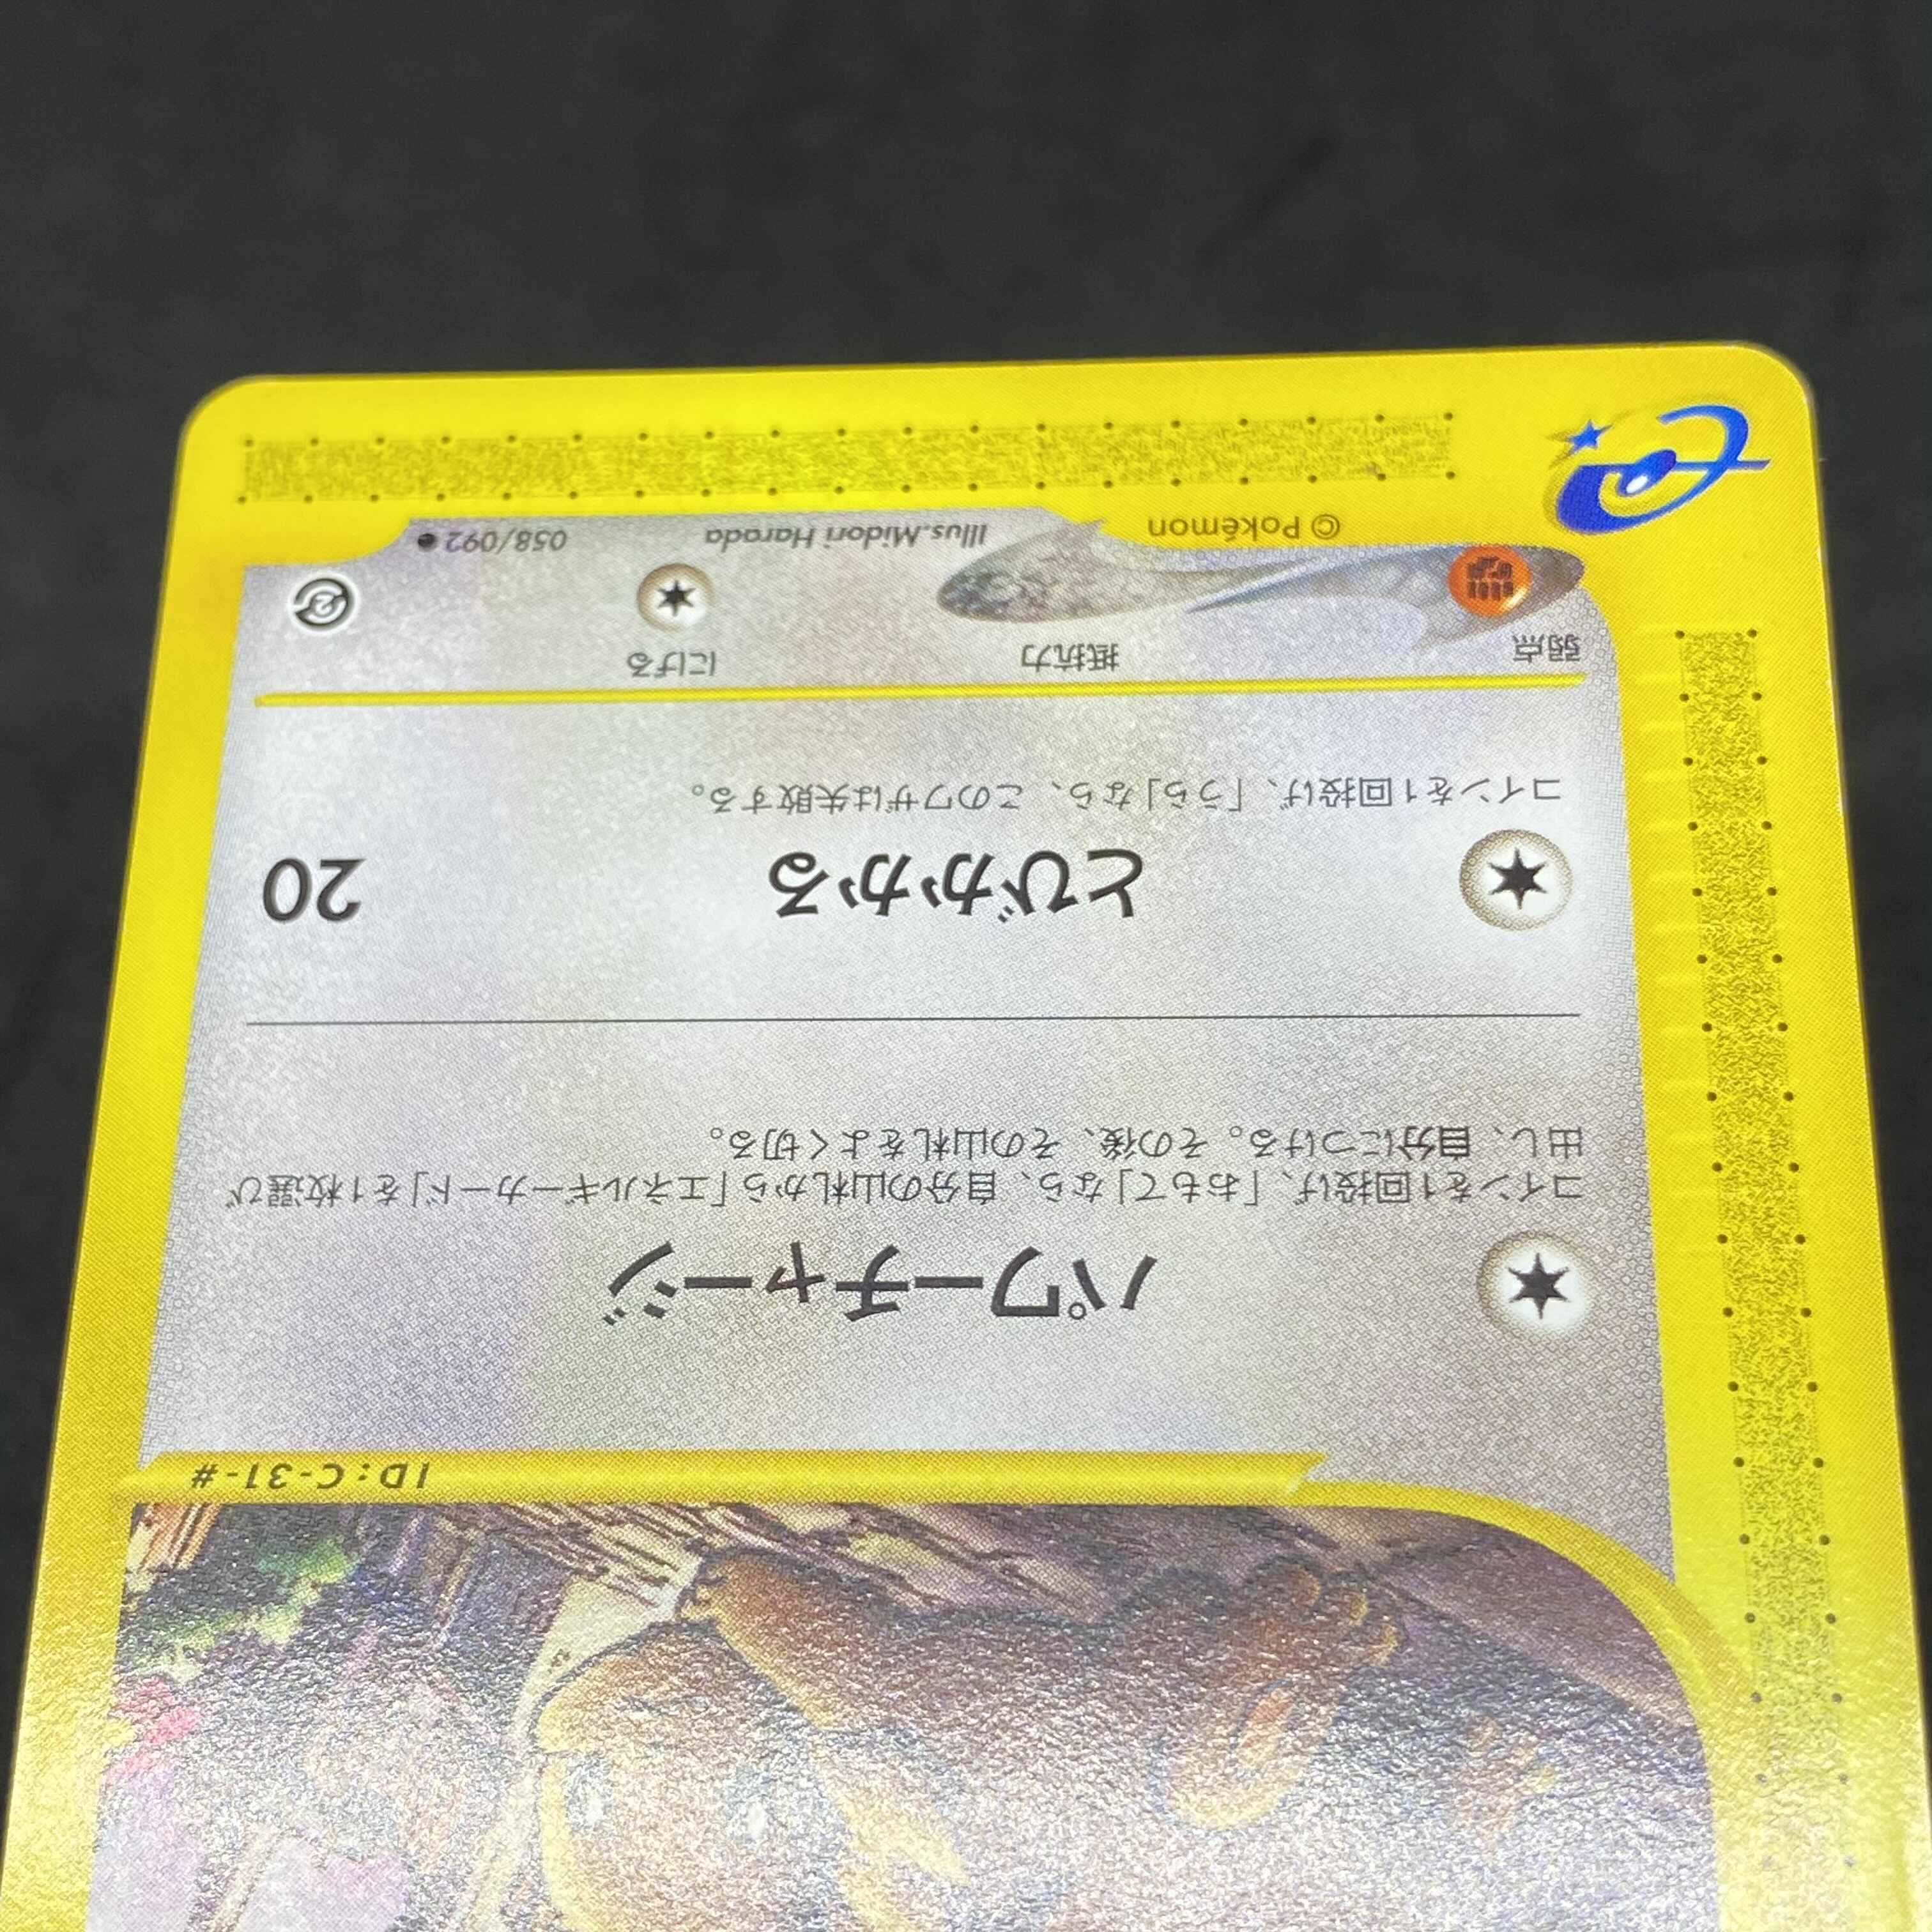 ID:C-31-#
パワーチャージ
コインを1回投げ、「おもて」なら、自分の山札から「エネルギーカード」を1枚選び
出し、自分につける。その後、その山札をよく切る。
とびかかる 20
コインを1回投げ、「うら」なら、このワザは失敗する。
弱点 抵抗力 にげる
© Pokémon Illus.Midori Harada 058/092 ●